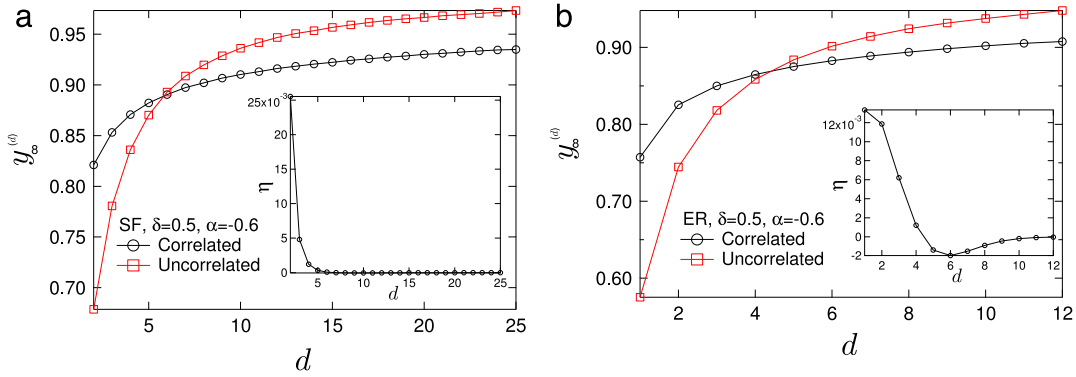 a
0.95
0.90
0.85
0.80
0.75
0.70
y∞(d)
5
10
15
20
25
d
SF, δ=0.5, α=-0.6
Correlated
Uncorrelated
25x10-3
20
15
10
5
0
η
5
10
15
20
25
d
b
0.90
0.80
0.70
0.60
y∞(d)
2
4
6
8
10
12
d
ER, δ=0.5, α=-0.6
Correlated
Uncorrelated
12x10-3
8
6
4
2
0
-2
η
2
4
6
8
10
12
d